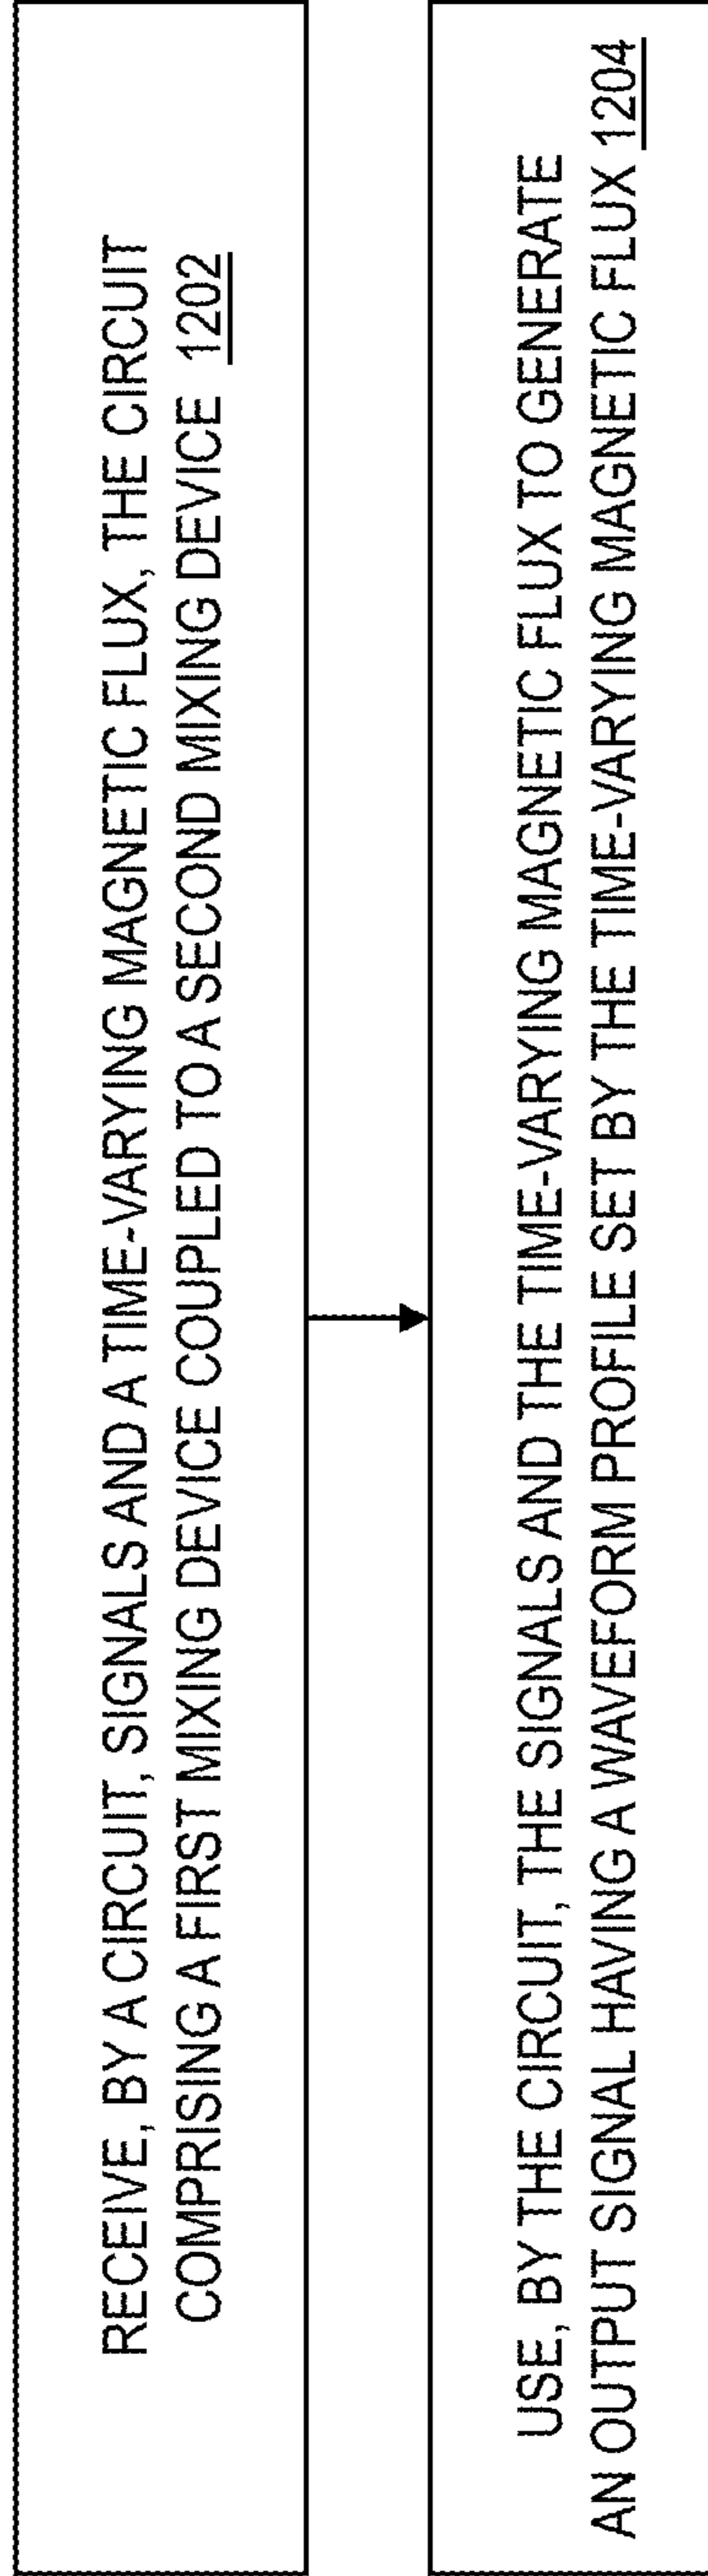 RECEIVE, BY A CIRCUIT, SIGNALS AND A TIME-VARYING MAGNETIC FLUX, THE CIRCUIT
COMPRISING A FIRST MIXING DEVICE COUPLED TO A SECOND MIXING DEVICE 1202
USE, BY THE CIRCUIT, THE SIGNALS AND THE TIME-VARYING MAGNETIC FLUX TO GENERATE
AN OUTPUT SIGNAL HAVING A WAVEFORM PROFILE SET BY THE TIME-VARYING MAGNETIC FLUX 1204